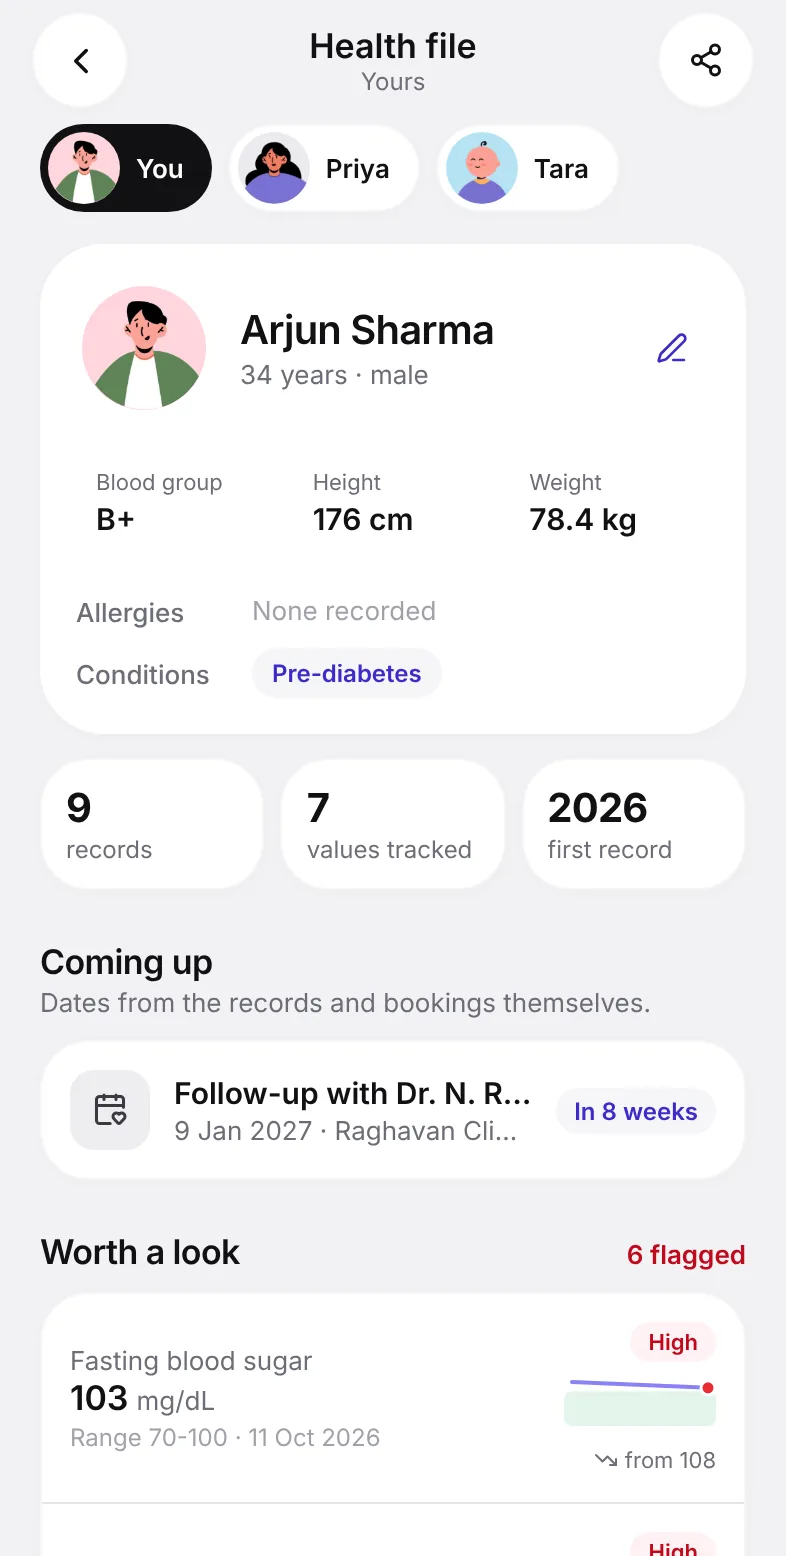 Health file
Yours
You
Priya
Tara
Arjun Sharma
34 years · male
Blood group
Height
Weight
B+
176 cm
78.4 kg
Allergies
None recorded
Conditions
Pre-diabetes
9
records
7
values tracked
2026
first record
Coming up
Dates from the records and bookings themselves.
Follow-up with Dr. N. R...
9 Jan 2027 · Raghavan Cli...
In 8 weeks
Worth a look
6 flagged
High
Fasting blood sugar
103 mg/dL
Range 70-100 · 11 Oct 2026
from 108
High